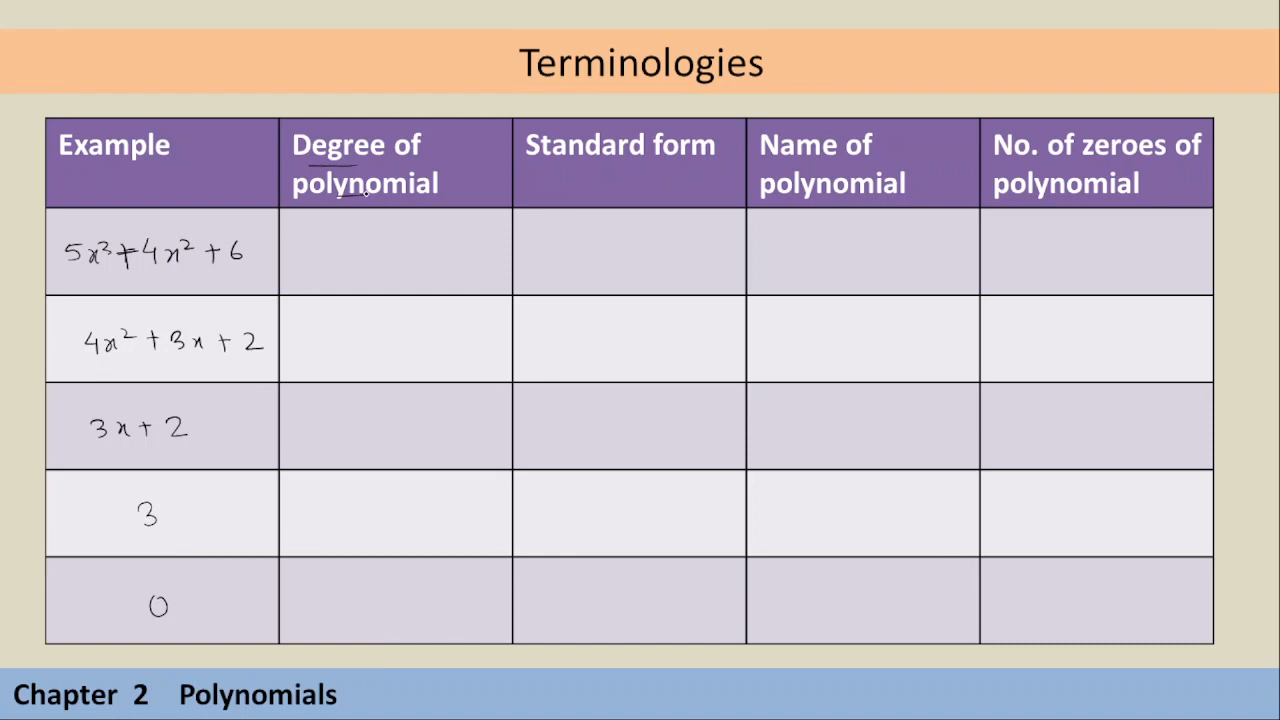 Terminologies
Example
Degree of
polynomial
Standard form
Name of
polynomial
No. of zeroes of
polynomial
5x³ + 4x² + 6
4x² + 3x + 2
3x + 2
3
0
Chapter 2 Polynomials